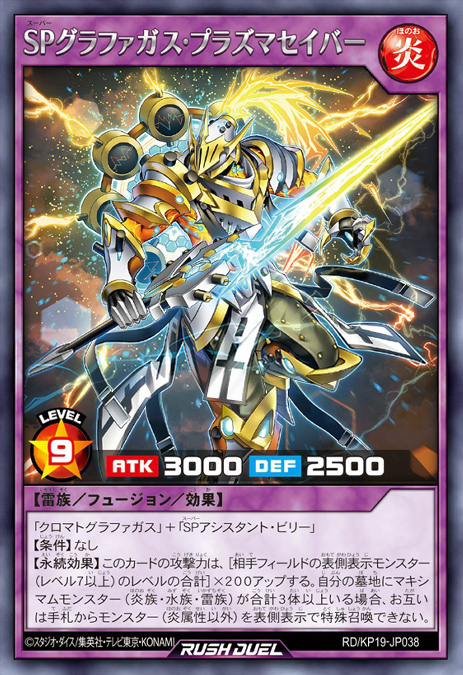 スーパー
SPグラファガス・プラズマセイバー
ほのお
炎
LEVEL
9
ATK 3000 DEF 2500
【雷族／フュージョン／効果】
「クロマトグラファガス」＋「SPアシスタント・ビリー」
【条件】なし
【永続効果】このカードの攻撃力は、[相手フィールドの表側表示モンスター
(レベル7以上)のレベルの合計]×200アップする。自分の墓地にマキシ
マムモンスター(炎族・水族・雷族)が合計3体以上いる場合、お互い
は手札からモンスター(炎属性以外)を表側表示で特殊召喚できない。
©スタジオ・ダイス/集英社・テレビ東京・KONAMI
RUSH DUEL
RD/KP19-JP038